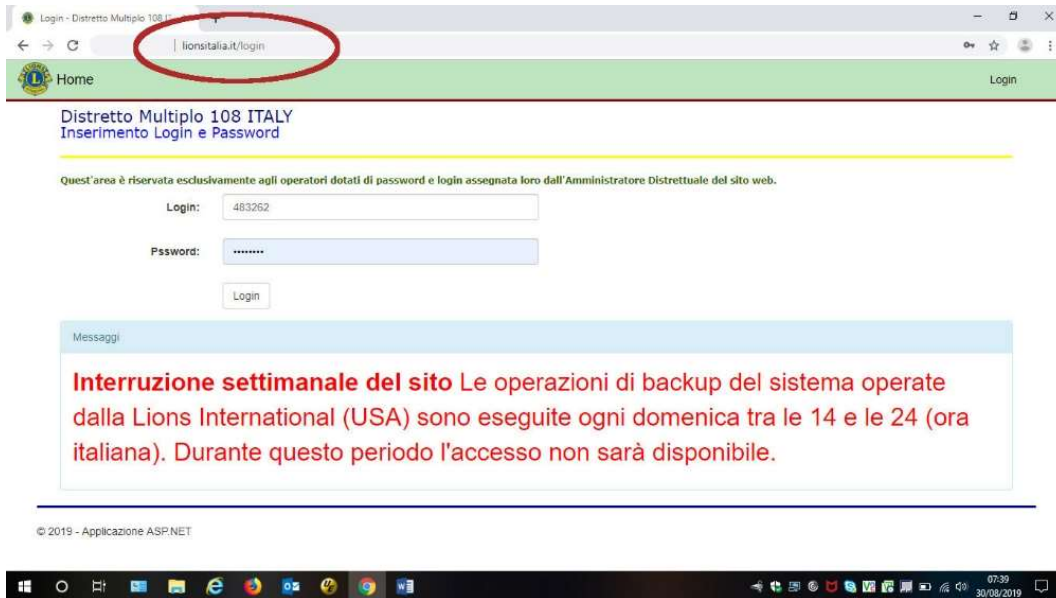 Login - Distretto Multiplo 108 I
lionsitalia.it/login
Home
Login
Distretto Multiplo 108 ITALY
Inserimento Login e Password
Quest'area è riservata esclusivamente agli operatori dotati di password e login assegnata loro dall'Amministratore Distrettuale del sito web.
Login:
483262
Pssword:
••••••••
Login
Messaggi
Interruzione settimanale del sito Le operazioni di backup del sistema operate
dalla Lions International (USA) sono eseguite ogni domenica tra le 14 e le 24 (ora
italiana). Durante questo periodo l'accesso non sarà disponibile.
© 2019 - Applicazione ASP.NET
07:39
30/08/2019